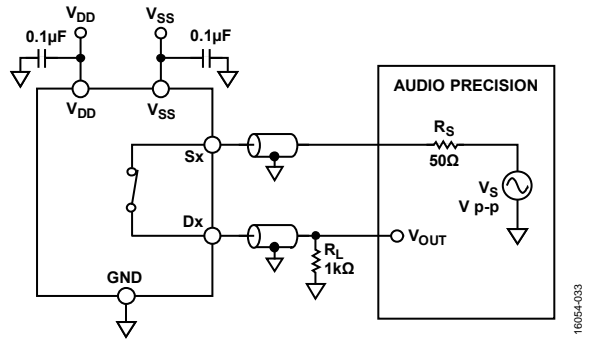 VDD
VSS
0.1µF
0.1µF
VDD
VSS
AUDIO PRECISION
RS
50Ω
VS
V p-p
Sx
Dx
VOUT
RL
1kΩ
GND
16054-033